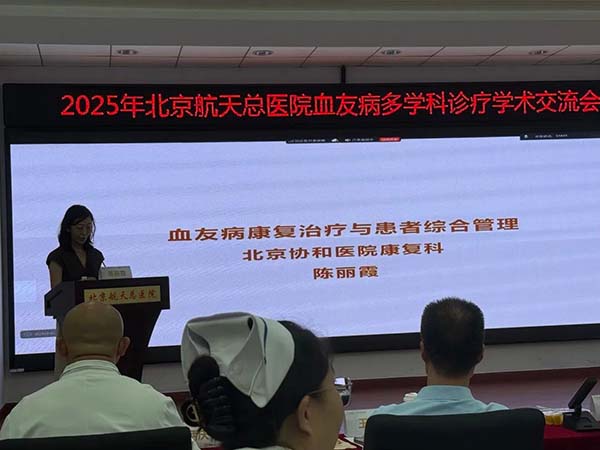 2025年北京航天总医院血友病多学科诊疗学术交流会
血友病康复治疗与患者综合管理
北京协和医院康复科
陈丽霞
北京航天总医院